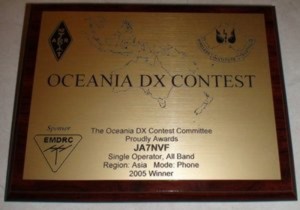 OCEANIA DX CONTEST
Sponsor
EMDRC
The Oceania DX Contest Committee
Proudly Awards
JA7NVF
Single Operator, All Band
Region: Asia Mode: Phone
2005 Winner